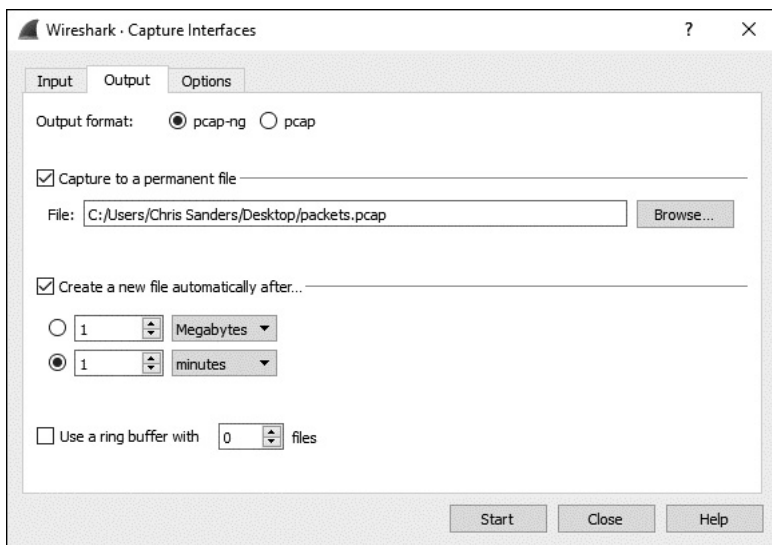 Wireshark · Capture Interfaces
Input Output Options
Output format: pcap-ng pcap
Capture to a permanent file
File: C:/Users/Chris Sanders/Desktop/packets.pcap Browse...
Create a new file automatically after...
1 Megabytes
1 minutes
Use a ring buffer with 0 files
Start Close Help